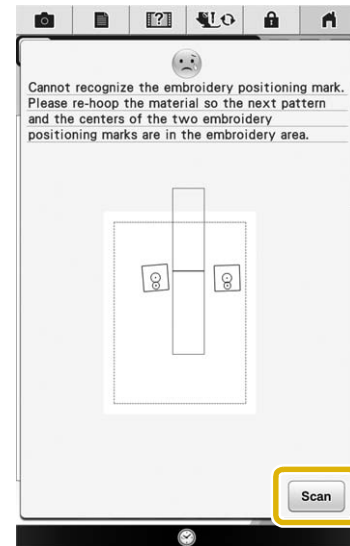 Cannot recognize the embroidery positioning mark.
Please re-hoop the material so the next pattern
and the centers of the two embroidery
positioning marks are in the embroidery area.
Scan